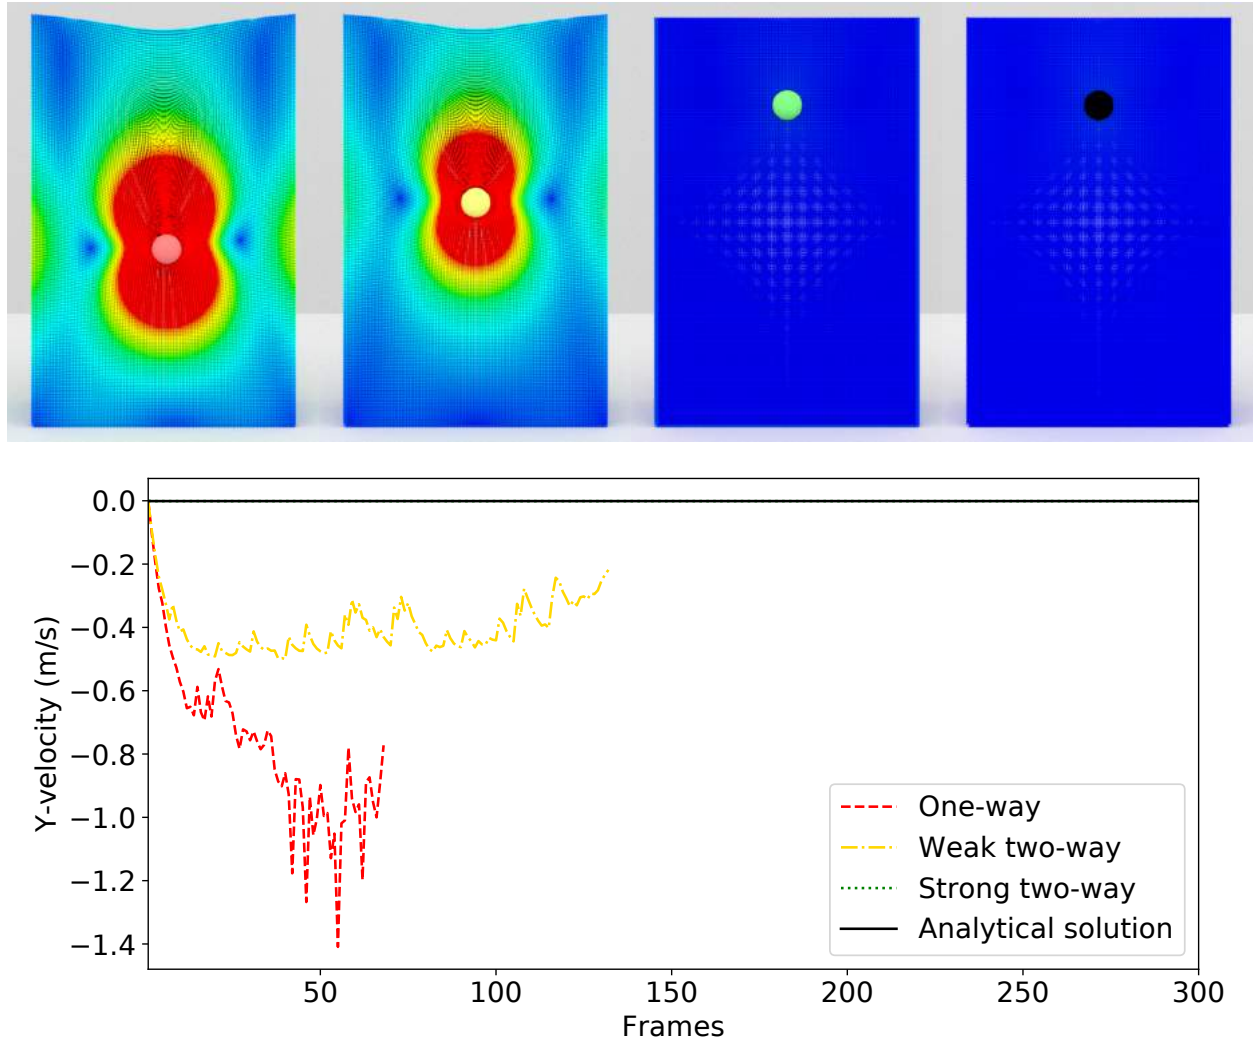 0.0
−0.2
−0.4
−0.6
−0.8
−1.0
−1.2
−1.4
Y-velocity (m/s)
One-way
Weak two-way
Strong two-way
Analytical solution
50 100 150 200 250 300
Frames